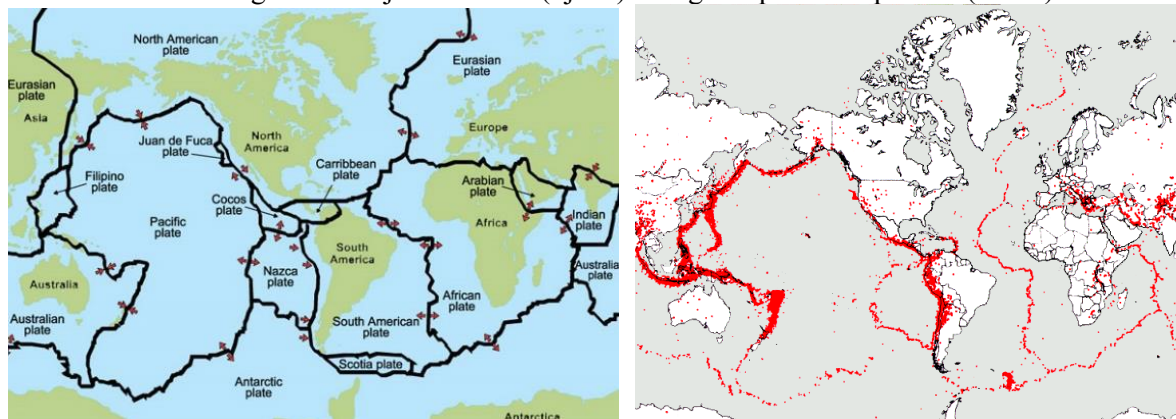 North American
plate
Eurasian
plate
Eurasian
plate
Asia
Europe
Juan de Fuca
plate
North
America
Carribbean
plate
Filipino
plate
Arabian
plate
Cocos
plate
Africa
Indian
plate
Pacific
plate
South
America
Nazca
plate
Australia
Australian
plate
African
plate
Australian
plate
South American
plate
Scotia plate
Antarctic
plate
Antarctica